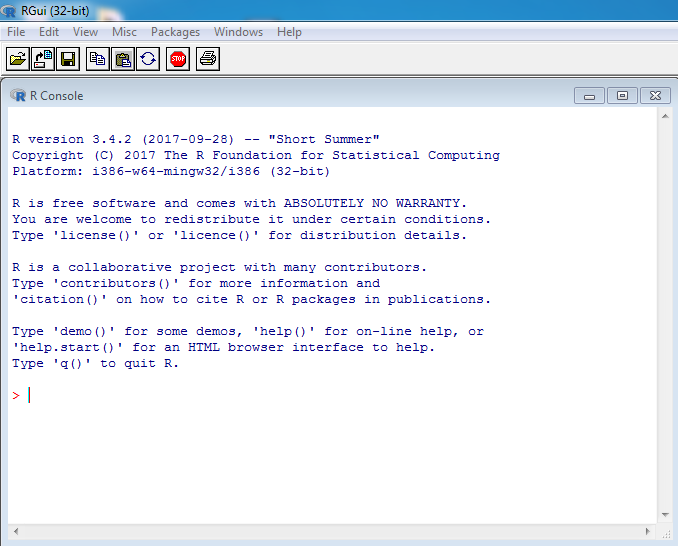 RGui (32-bit)
File Edit View Misc Packages Windows Help
STOP
R Console
R version 3.4.2 (2017-09-28) -- "Short Summer"
Copyright (C) 2017 The R Foundation for Statistical Computing
Platform: i386-w64-mingw32/i386 (32-bit)
R is free software and comes with ABSOLUTELY NO WARRANTY.
You are welcome to redistribute it under certain conditions.
Type 'license()' or 'licence()' for distribution details.
R is a collaborative project with many contributors.
Type 'contributors()' for more information and
'citation()' on how to cite R or R packages in publications.
Type 'demo()' for some demos, 'help()' for on-line help, or
'help.start()' for an HTML browser interface to help.
Type 'q()' to quit R.
>